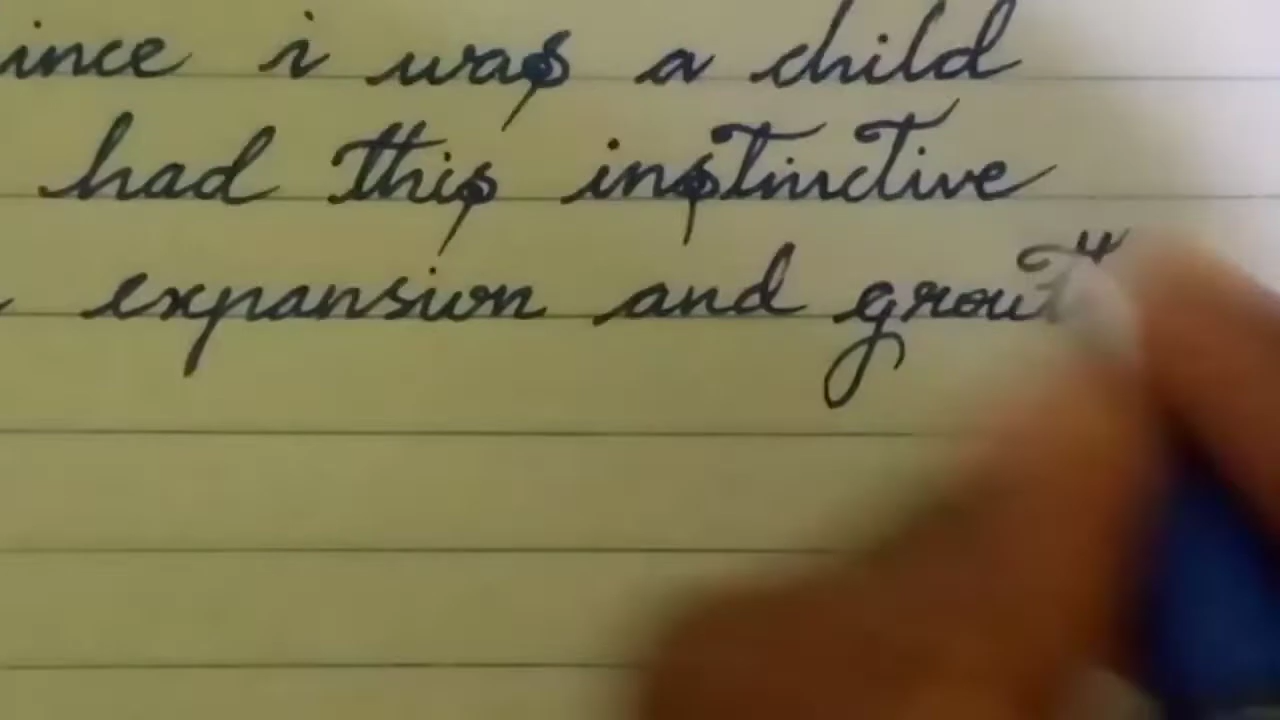 ince i was a child
had this instinctive
expansion and